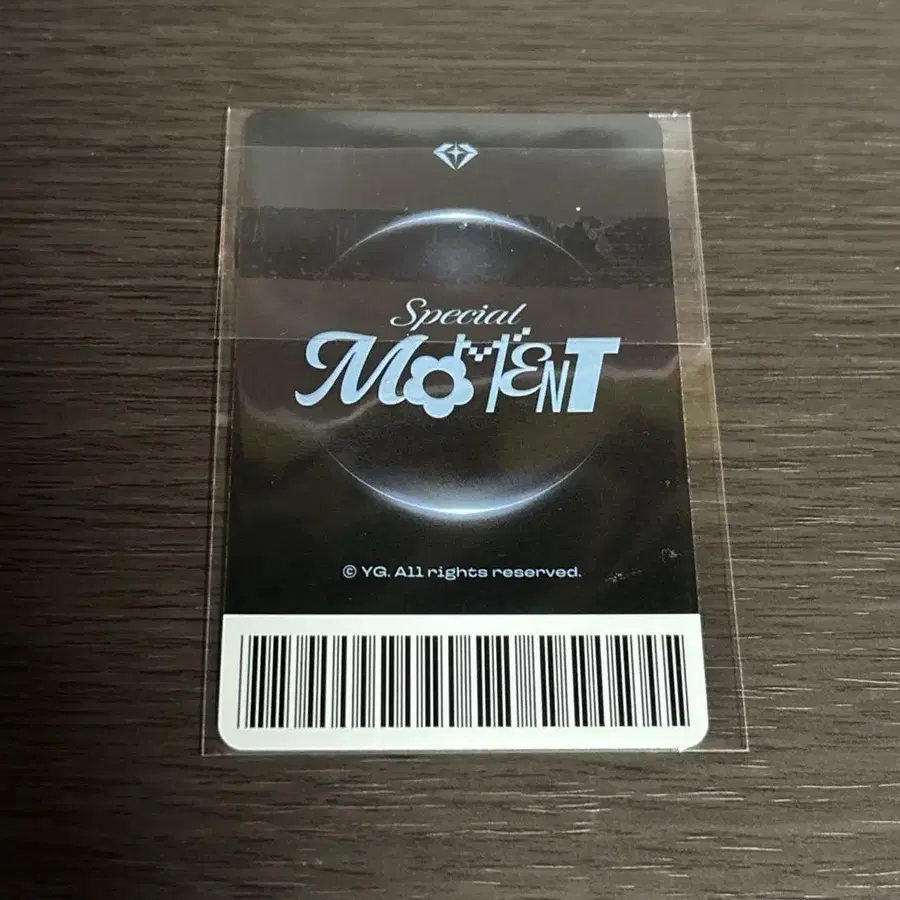 Special
MOMENT
© YG. All rights reserved.